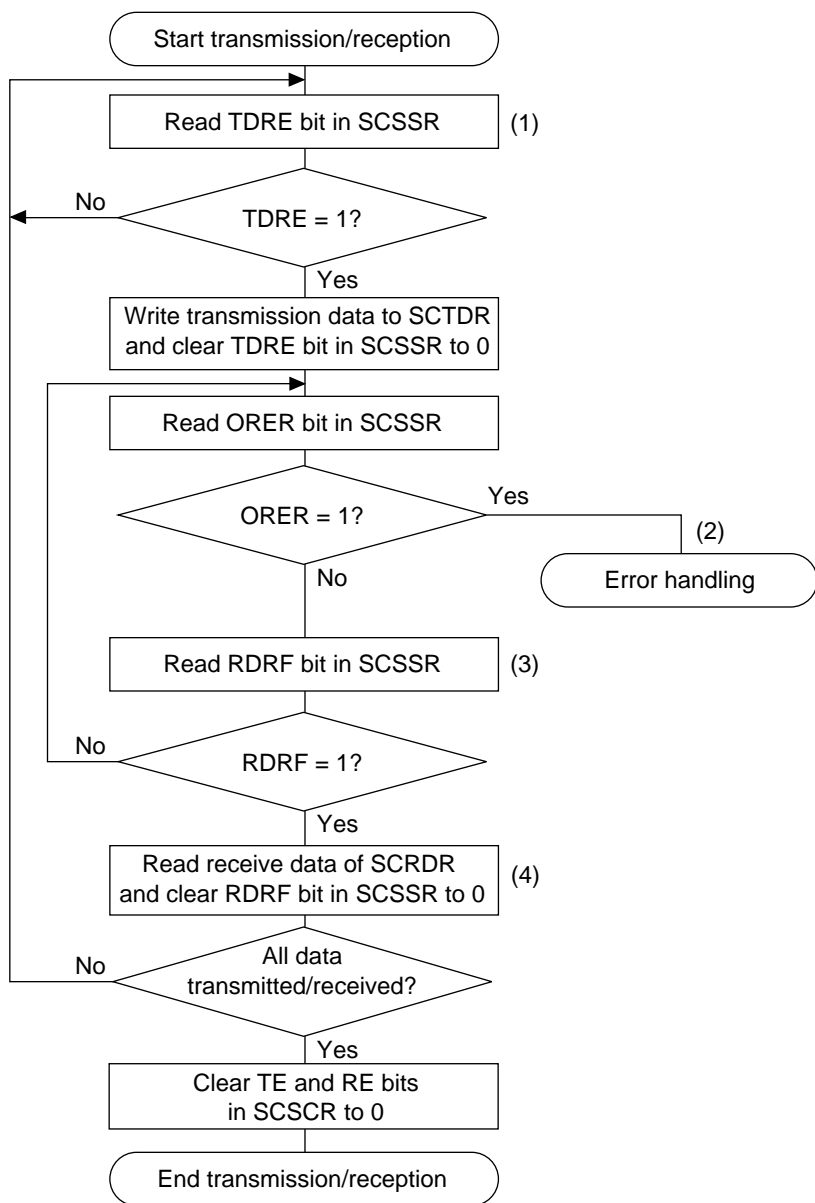 Start transmission/reception
Read TDRE bit in SCSSR
(1)
No
TDRE = 1?
Yes
Write transmission data to SCTDR
and clear TDRE bit in SCSSR to 0
Read ORER bit in SCSSR
Yes
ORER = 1?
(2)
No
Error handling
Read RDRF bit in SCSSR
(3)
No
RDRF = 1?
Yes
Read receive data of SCRDR
and clear RDRF bit in SCSSR to 0
(4)
All data
No
transmitted/received?
Yes
Clear TE and RE bits
in SCSCR to 0
End transmission/reception